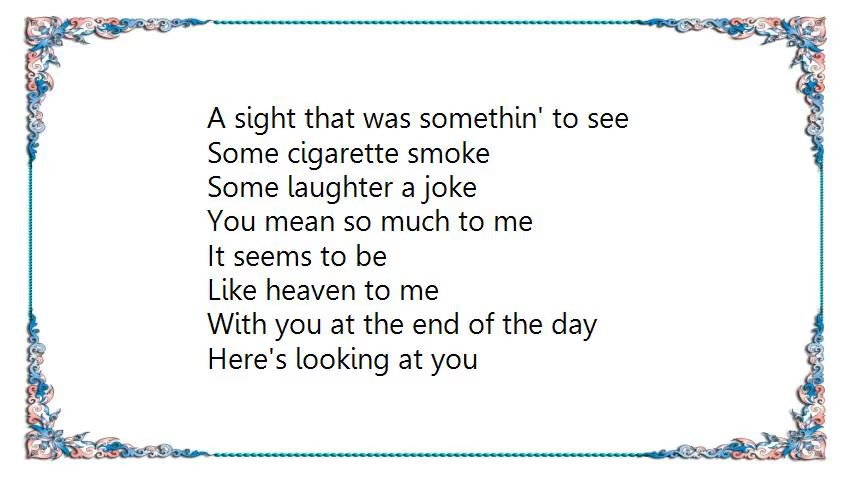 A sight that was somethin' to see
Some cigarette smoke
Some laughter a joke
You mean so much to me
It seems to be
Like heaven to me
With you at the end of the day
Here's looking at you